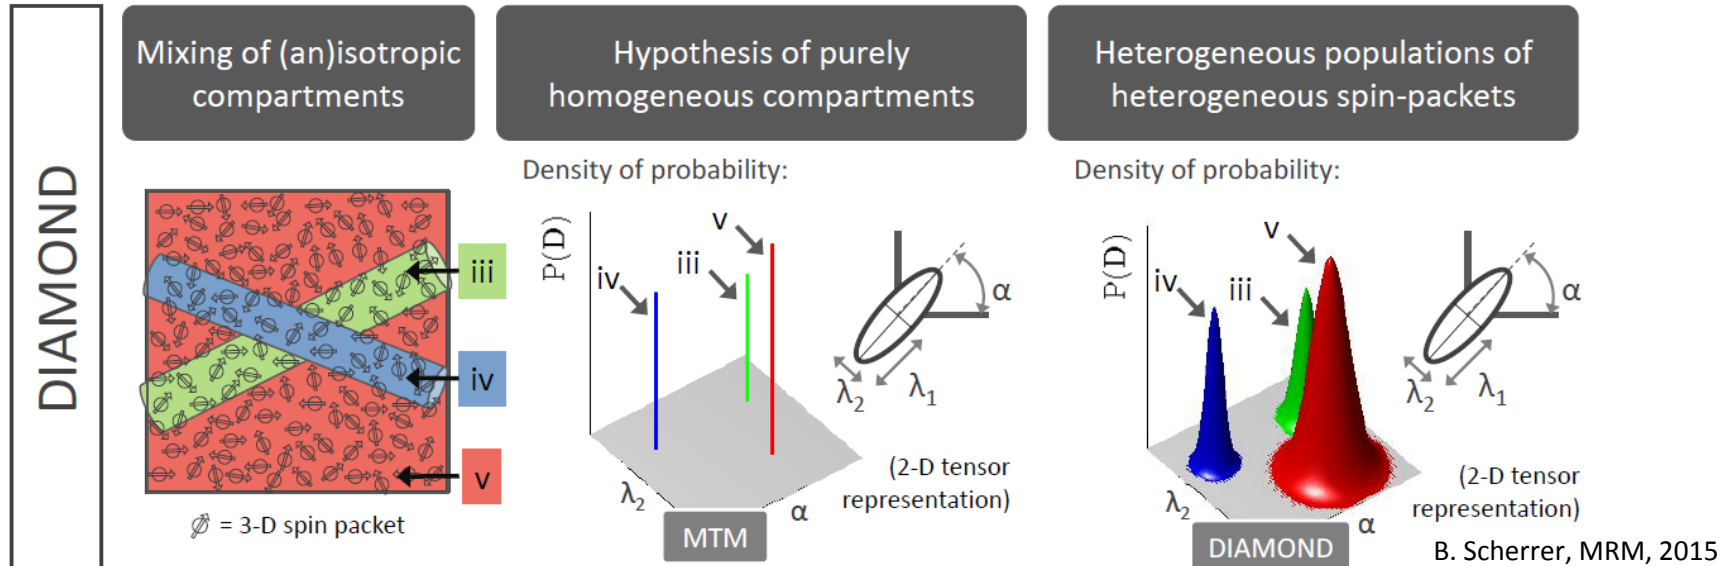 DIAMOND
Mixing of (an)isotropic
compartments
iii
iv
v
= 3-D spin packet
Hypothesis of purely
homogeneous compartments
Density of probability:
P(D)
iv
iii
v
α
λ2
λ1
λ2
α
(2-D tensor
representation)
MTM
Heterogeneous populations of
heterogeneous spin-packets
Density of probability:
P(D)
iv
iii
v
α
λ2
λ1
λ2
α
(2-D tensor
representation)
DIAMOND
B. Scherrer, MRM, 2015